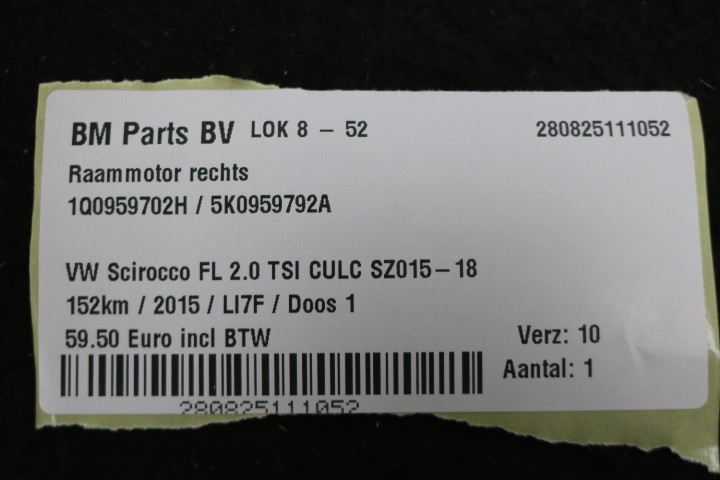 BM Parts BV LOK 8 - 52 280825111052
Raammotor rechts
1Q0959702H / 5K0959792A
VW Scirocco FL 2.0 TSI CULC SZ015-18
152km / 2015 / LI7F / Doos 1
59.50 Euro incl BTW Verz: 10
Aantal: 1
280825111052